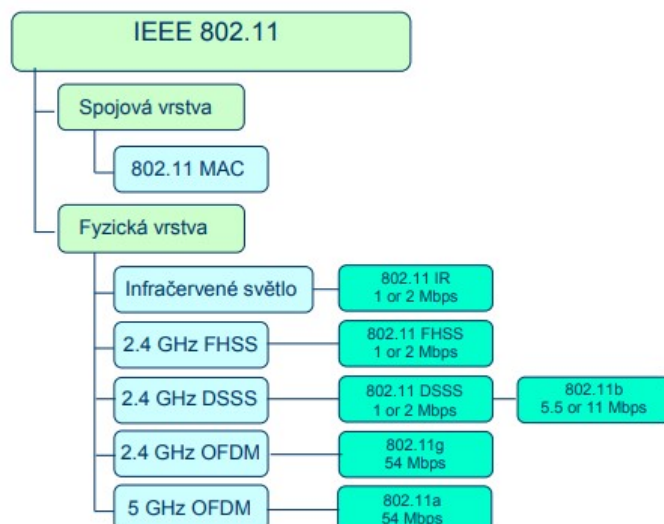 IEEE 802.11
Spojová vrstva
802.11 MAC
Fyzická vrstva
Infračervené světlo
802.11 IR
1 or 2 Mbps
2.4 GHz FHSS
802.11 FHSS
1 or 2 Mbps
2.4 GHz DSSS
802.11 DSSS
1 or 2 Mbps
802.11b
5.5 or 11 Mbps
2.4 GHz OFDM
802.11g
54 Mbps
5 GHz OFDM
802.11a
54 Mbps